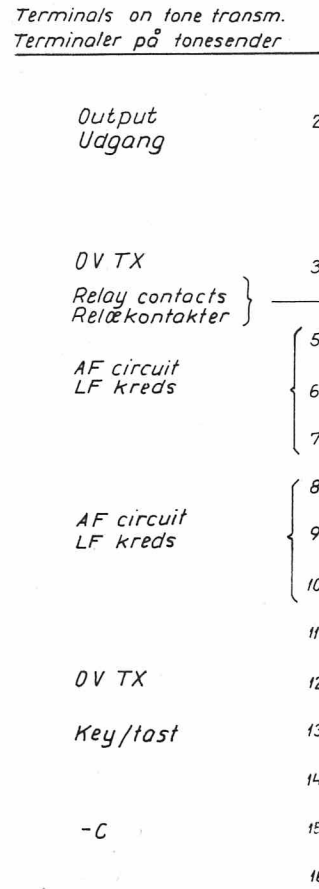 Terminals on tone transm.
Terminaler på tonesender
Output 2
Udgang
0V TX 3
Relay contacts
Relækontakter
5
AF circuit
LF kreds 6
7
8
AF circuit 9
LF kreds
10
11
0V TX 12
Key/tast 13
14
-C 15
16